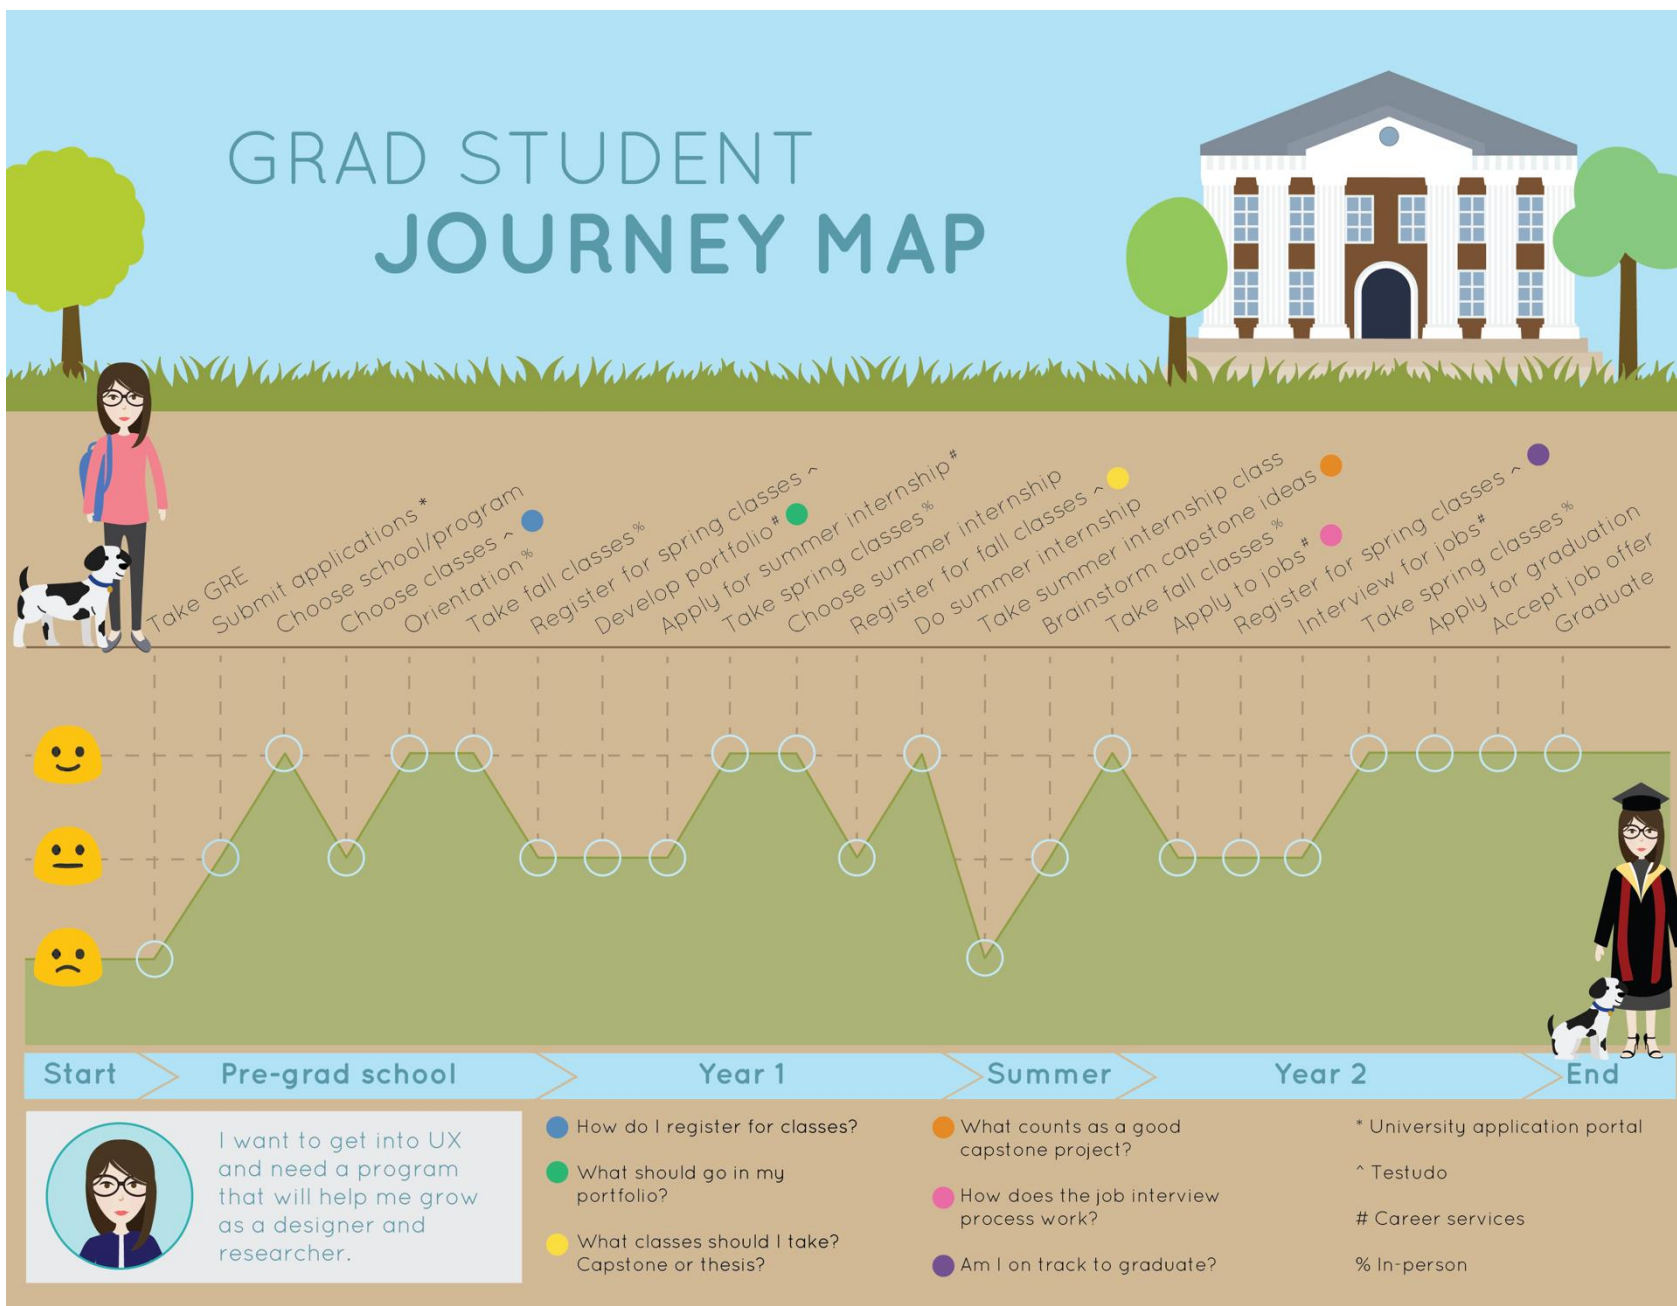 GRAD STUDENT
JOURNEY MAP
Take GRE
Submit applications*
Choose school/program
Choose classes ^
Orientation%
Take fall classes%
Register for spring classes ^
Develop portfolio#
Apply for summer internship#
Take spring classes%
Choose summer internship
Register for fall classes ^
Do summer internship
Take summer internship class
Brainstorm capstone ideas
Take fall classes%
Apply to jobs#
Register for spring classes ^
Interview for jobs#
Take spring classes%
Apply for graduation
Accept job offer
Graduate
Start
Pre-grad school
Year 1
Summer
Year 2
End
I want to get into UX
and need a program
that will help me grow
as a designer and
researcher.
How do I register for classes?
What should go in my
portfolio?
What classes should I take?
Capstone or thesis?
What counts as a good
capstone project?
How does the job interview
process work?
Am I on track to graduate?
* University application portal
^ Testudo
# Career services
% In-person